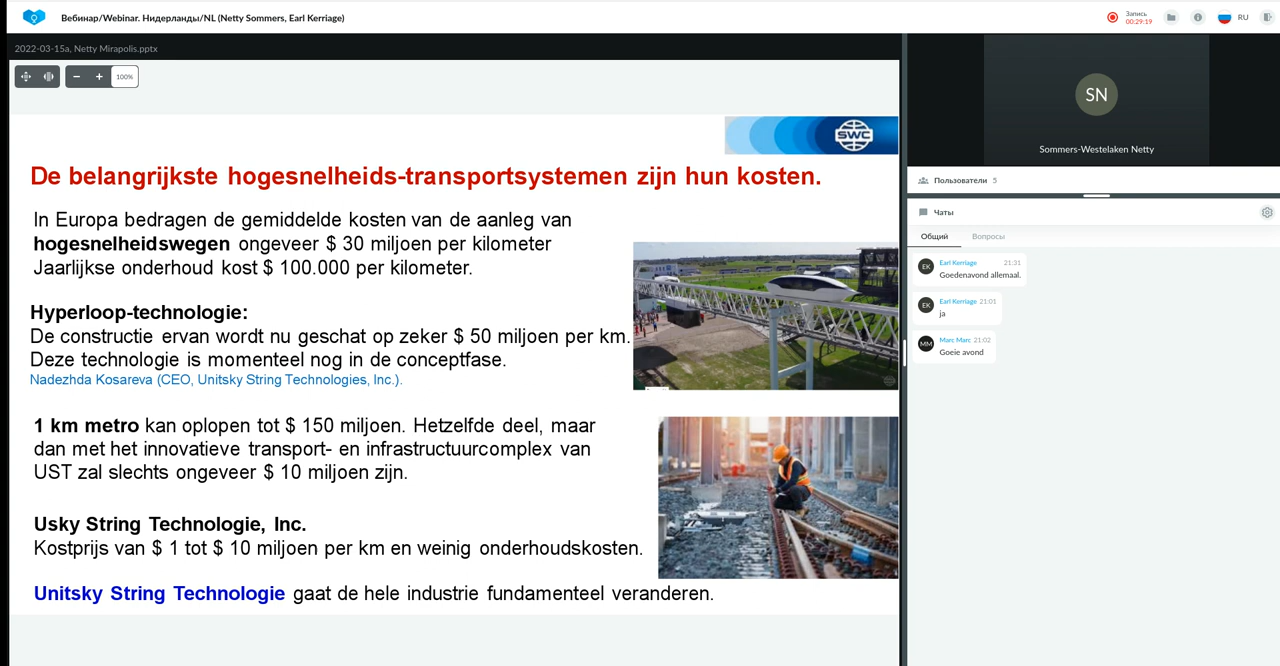 Вебинар/Webinar. Нидерланды/NL (Netty Sommers, Earl Kerriage)
Запись
00:29:19
RU
2022-03-15a, Netty Mirapolis.pptx
100%
SWC
De belangrijkste hogesnelheids-transportsystemen zijn hun kosten.
In Europa bedragen de gemiddelde kosten van de aanleg van
hogesnelheidswegen ongeveer $ 30 miljoen per kilometer
Jaarlijkse onderhoud kost $ 100.000 per kilometer.
Hyperloop-technologie:
De constructie ervan wordt nu geschat op zeker $ 50 miljoen per km.
Deze technologie is momenteel nog in de conceptfase.
Nadezhda Kosareva (CEO, Unitsky String Technologies, Inc.).
1 km metro kan oplopen tot $ 150 miljoen. Hetzelfde deel, maar
dan met het innovatieve transport- en infrastructuurcomplex van
UST zal slechts ongeveer $ 10 miljoen zijn.
Usky String Technologie, Inc.
Kostprijs van $ 1 tot $ 10 miljoen per km en weinig onderhoudskosten.
Unitsky String Technologie gaat de hele industrie fundamenteel veranderen.
SN
Sommers-Westelaken Netty
Пользователи 5
Чаты
Общий Вопросы
EK Earl Kerriage 21:31
Goedenavond allemaal.
EK Earl Kerriage 21:01
ja
MM Marc Marc 21:02
Goeie avond